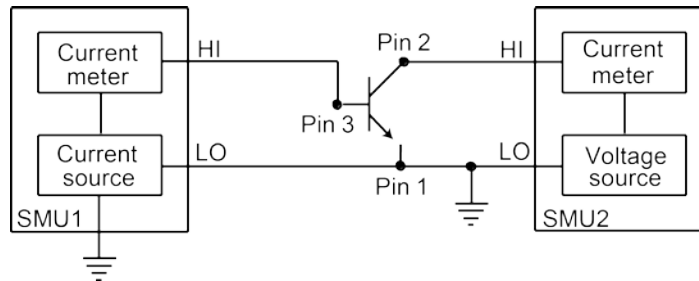 Current
meter
HI
Current
source
LO
SMU1
Pin 2
Pin 3
Pin 1
HI
Current
meter
LO
Voltage
source
SMU2